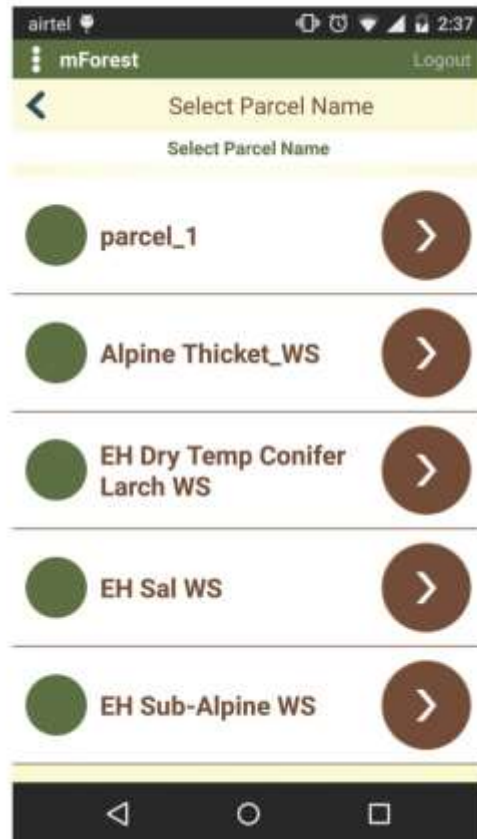 airtel 2:37
mForest Logout
Select Parcel Name
Select Parcel Name
parcel_1
Alpine Thicket_WS
EH Dry Temp Conifer
Larch WS
EH Sal WS
EH Sub-Alpine WS